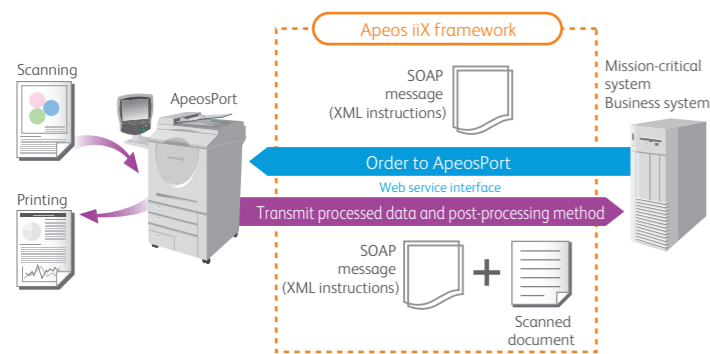 Apeos iiX framework
Scanning
ApeosPort
SOAP
message
(XML instructions)
Mission-critical
system
Business system
Order to ApeosPort
Web service interface
Printing
Transmit processed data and post-processing method
SOAP
message
(XML instructions)
Scanned
document